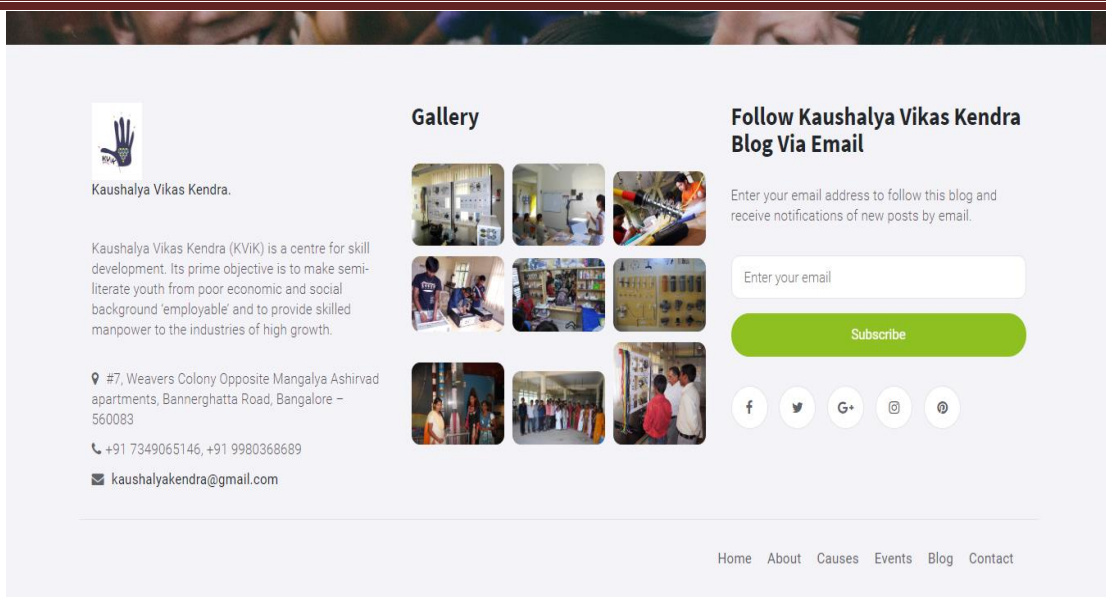 KViK
Kaushalya Vikas Kendra.
Kaushalya Vikas Kendra (KViK) is a centre for skill
development. Its prime objective is to make semi-
literate youth from poor economic and social
background ‘employable’ and to provide skilled
manpower to the industries of high growth.
#7, Weavers Colony Opposite Mangalya Ashirvad
apartments, Bannerghatta Road, Bangalore –
560083
+91 7349065146, +91 9980368689
kaushalyakendra@gmail.com
Gallery
Follow Kaushalya Vikas Kendra
Blog Via Email
Enter your email address to follow this blog and
receive notifications of new posts by email.
Enter your email
Subscribe
Home About Causes Events Blog Contact